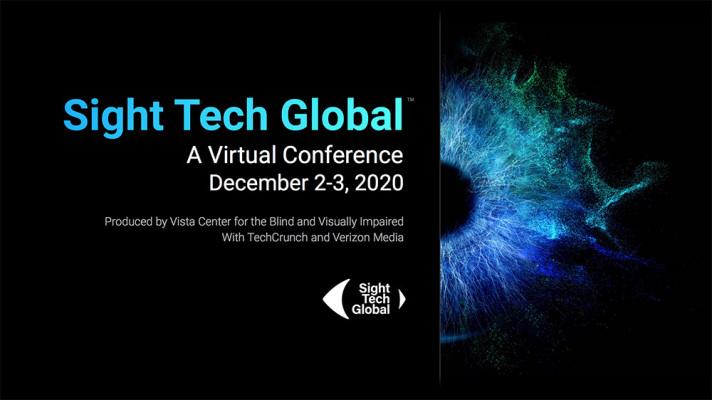 Sight Tech Global™
A Virtual Conference
December 2-3, 2020
Produced by Vista Center for the Blind and Visually Impaired
With TechCrunch and Verizon Media
Sight
Tech
Global